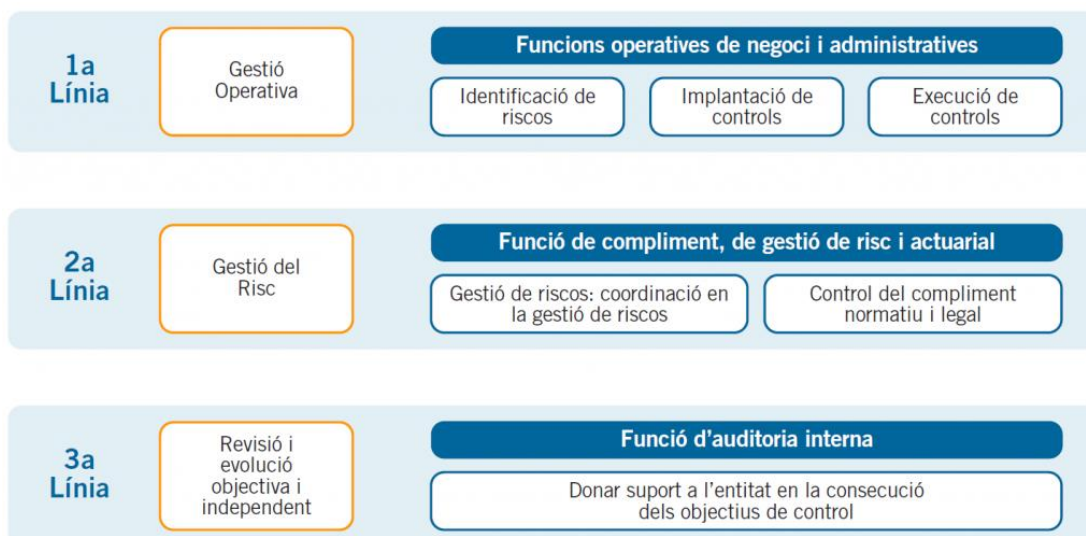 1a
Línia
Gestió
Operativa
Funcions operatives de negoci i administratives
Identificació de
riscos
Implantació de
controls
Execució de
controls
2a
Línia
Gestió del
Risc
Funció de compliment, de gestió de risc i actuarial
Gestió de riscos: coordinació en
la gestió de riscos
Control del compliment
normatiu i legal
3a
Línia
Revisió i
evolució
objectiva i
independent
Funció d'auditoria interna
Donar suport a l'entitat en la consecució
dels objectius de control